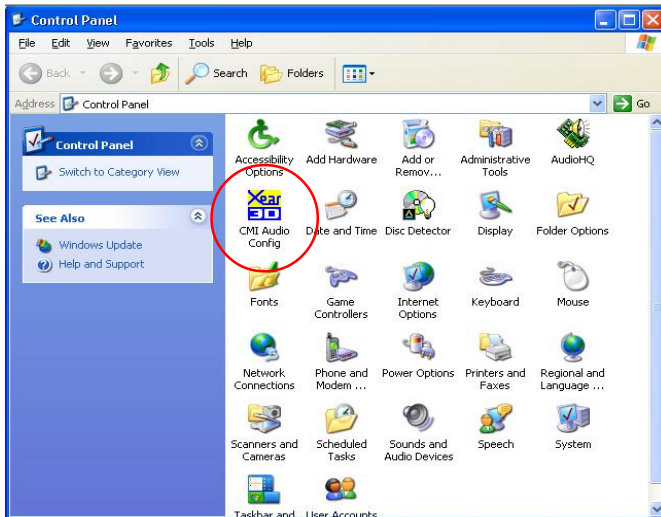 Control Panel
File Edit View Favorites Tools Help
Back Search Folders
Address Control Panel Go
Control Panel
Switch to Category View
See Also
Windows Update
Help and Support
Accessibility Options
Add Hardware
Add or Remov...
Administrative Tools
AudioHQ
Xear 3D
CMI Audio Config
Date and Time
Disc Detector
Display
Folder Options
Fonts
Game Controllers
Internet Options
Keyboard
Mouse
Network Connections
Phone and Modem ...
Power Options
Printers and Faxes
Regional and Language ...
Scanners and Cameras
Scheduled Tasks
Sounds and Audio Devices
Speech
System
Taskbar and
User Accounts